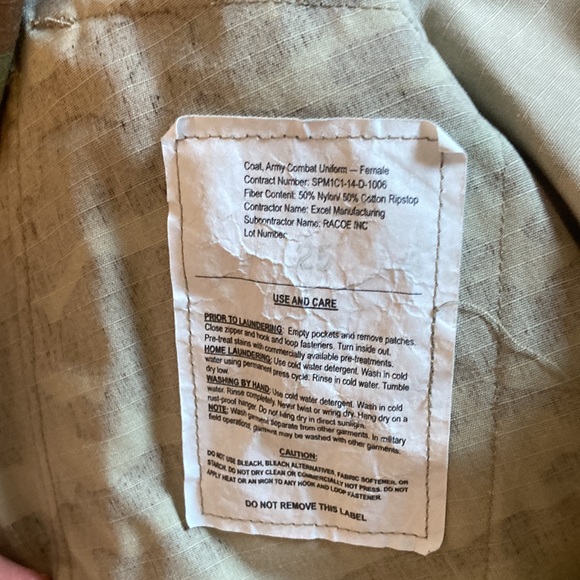 Coat, Army Combat Uniform — Female
Contract Number: SPM1C1-14-D-1006
Fiber Content: 50% Nylon/ 50% Cotton Ripstop
Contractor Name: Excel Manufacturing
Subcontractor Name: RACOE INC
Lot Number:
USE AND CARE
PRIOR TO LAUNDERING: Empty pockets and remove patches.
Close zipper and hook and loop fasteners. Turn inside out.
Pre-treat stains with commercially available pre-treatments.
HOME LAUNDERING: Use cold water detergent. Wash in cold
water using permanent press cycle. Rinse in cold water. Tumble
dry low.
WASHING BY HAND: Use cold water detergent. Wash in cold
water. Rinse completely. Never twist or wring dry. Hang dry on a
rust-proof hanger. Do not hang dry in direct sunlight.
NOTE: Wash garment separate from other garments. In military
field operations, garment may be washed with other garments.
CAUTION:
DO NOT USE BLEACH, BLEACH ALTERNATIVES, FABRIC SOFTENER, OR
STARCH. DO NOT DRY CLEAN OR COMMERCIALLY HOT PRESS. DO NOT
APPLY HEAT OR AN IRON TO ANY HOOK AND LOOP FASTENER.
DO NOT REMOVE THIS LABEL